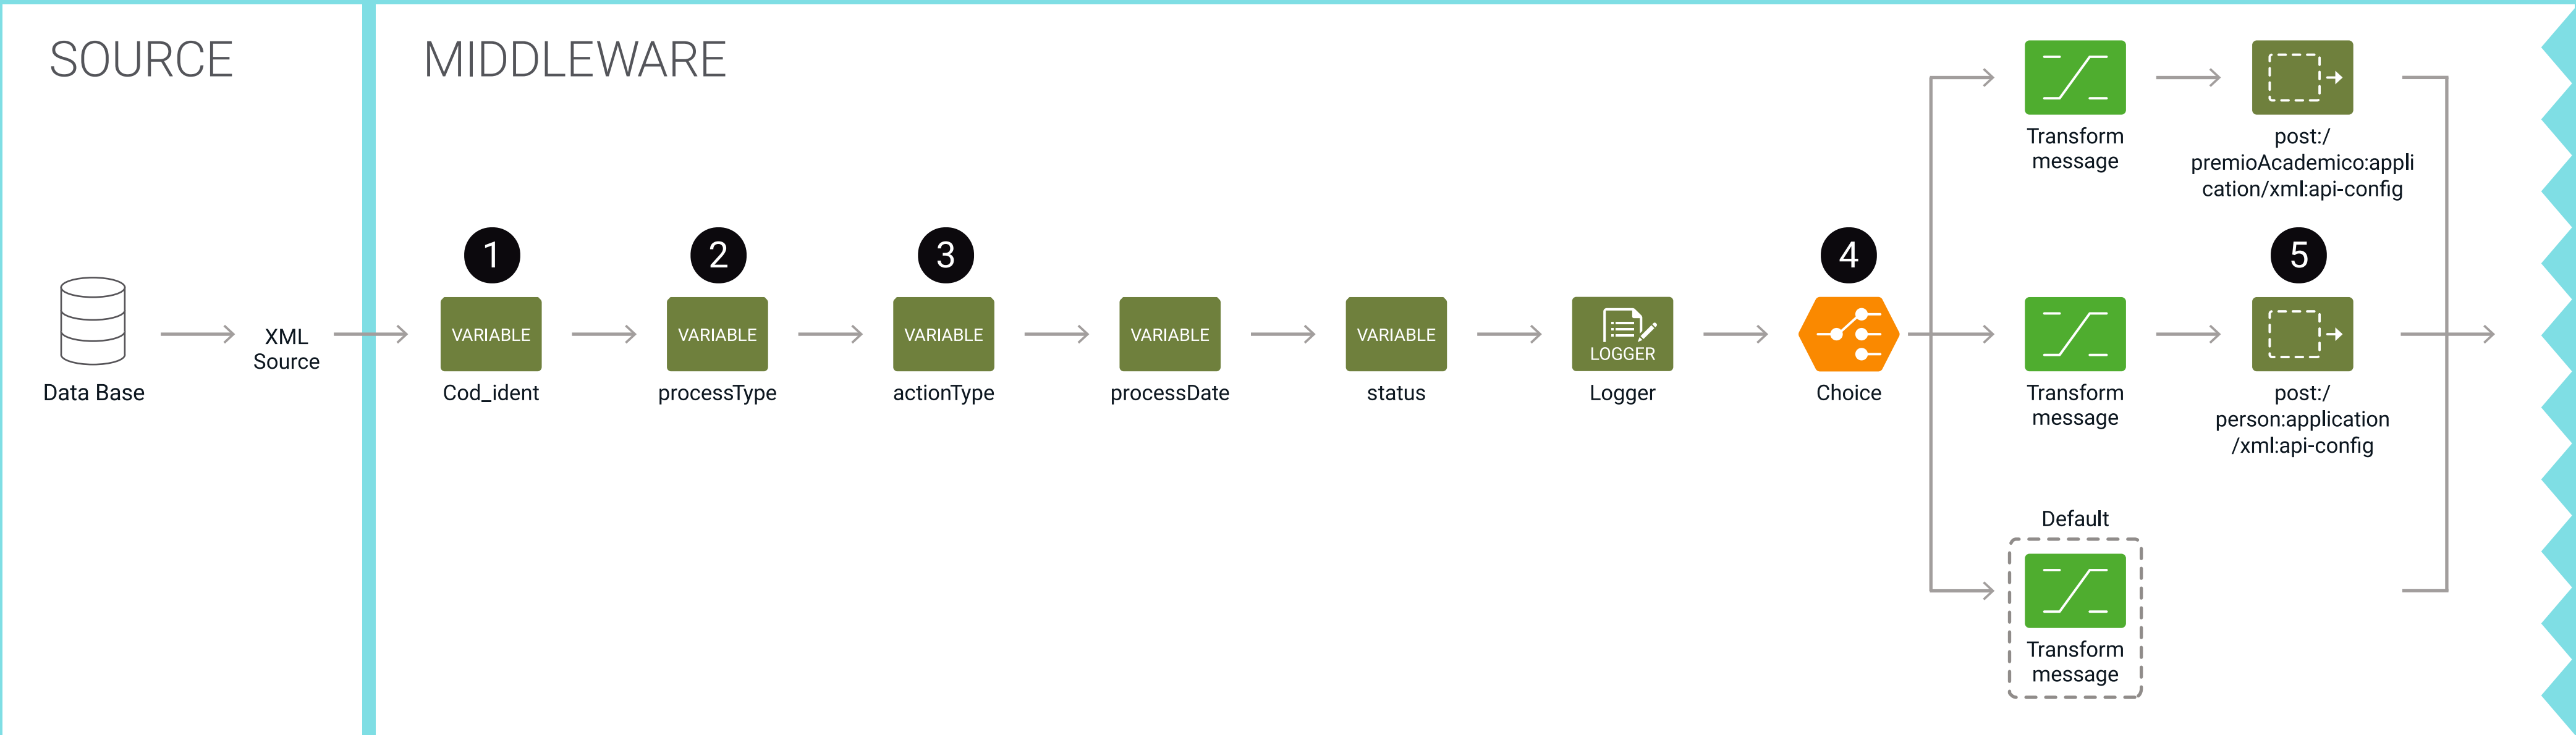 SOURCE
MIDDLEWARE
Transform
message
post:/
premioAcademico:appli
cation/xml:api-config
1
2
3
4
5
Data Base
XML
Source
VARIABLE
Cod_ident
VARIABLE
processType
VARIABLE
actionType
VARIABLE
processDate
VARIABLE
status
LOGGER
Logger
Choice
Transform
message
post:/
person:application
/xml:api-config
Default
Transform
message